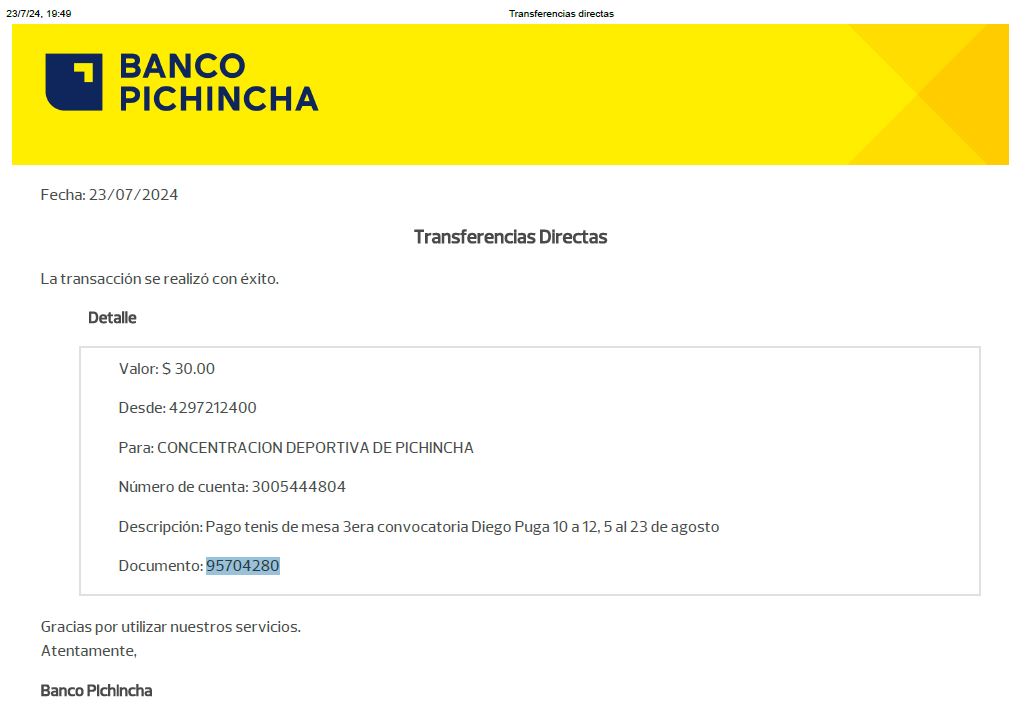 23/7/24, 19:49 Transferencias directas
BANCO
PICHINCHA
Fecha: 23/07/2024
Transferencias Directas
La transacción se realizó con éxito.
Detalle
Valor: $ 30.00
Desde: 4297212400
Para: CONCENTRACION DEPORTIVA DE PICHINCHA
Número de cuenta: 3005444804
Descripción: Pago tenis de mesa 3era convocatoria Diego Puga 10 a 12, 5 al 23 de agosto
Documento: 95704280
Gracias por utilizar nuestros servicios.
Atentamente,
Banco Pichincha